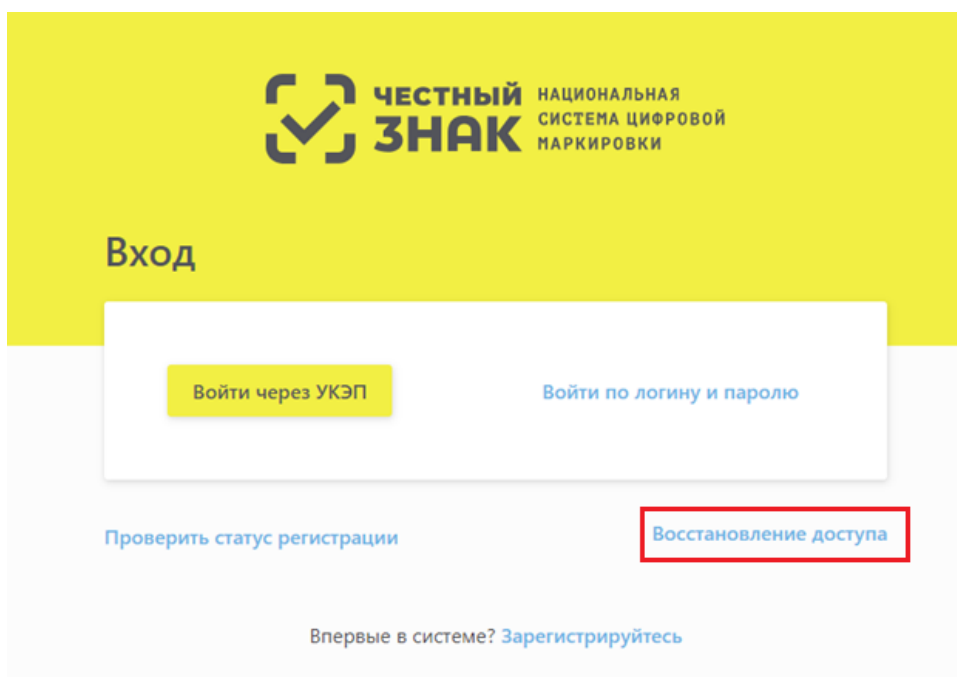 ЧЕСТНЫЙ
ЗНАК
НАЦИОНАЛЬНАЯ
СИСТЕМА ЦИФРОВОЙ
МАРКИРОВКИ
Вход
Войти через УКЭП
Войти по логину и паролю
Проверить статус регистрации
Восстановление доступа
Впервые в системе? Зарегистрируйтесь